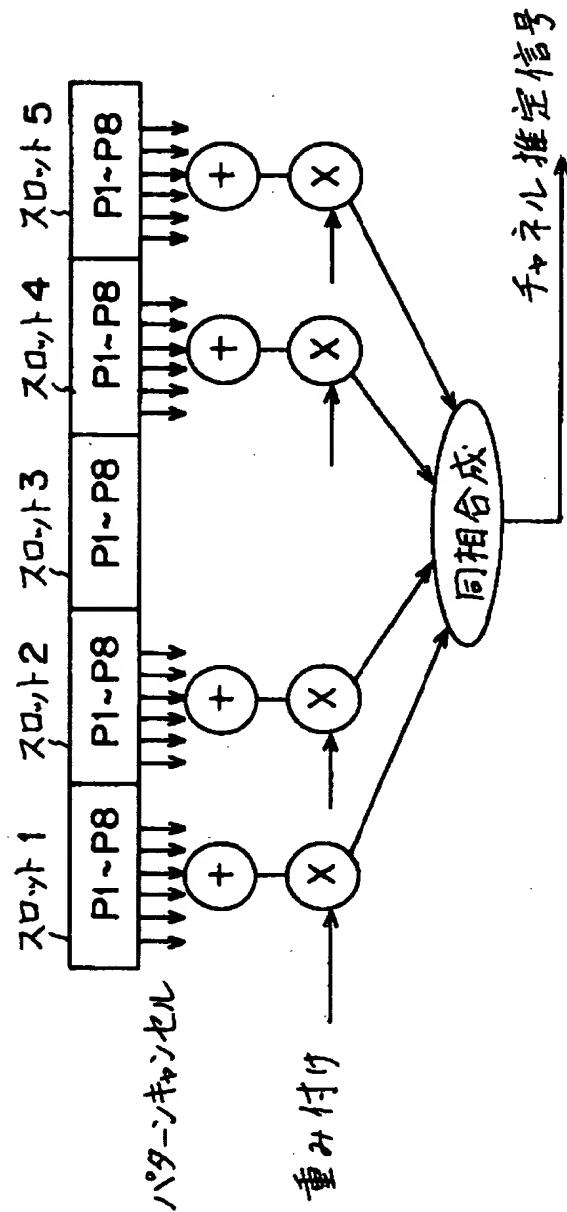 スロット1
スロット2
スロット3
スロット4
スロット5
P1~P8
P1~P8
P1~P8
P1~P8
P1~P8
パターンキャンセル
+
+
+
+
重み付け
×
×
×
×
同相合成
チャネル推定信号